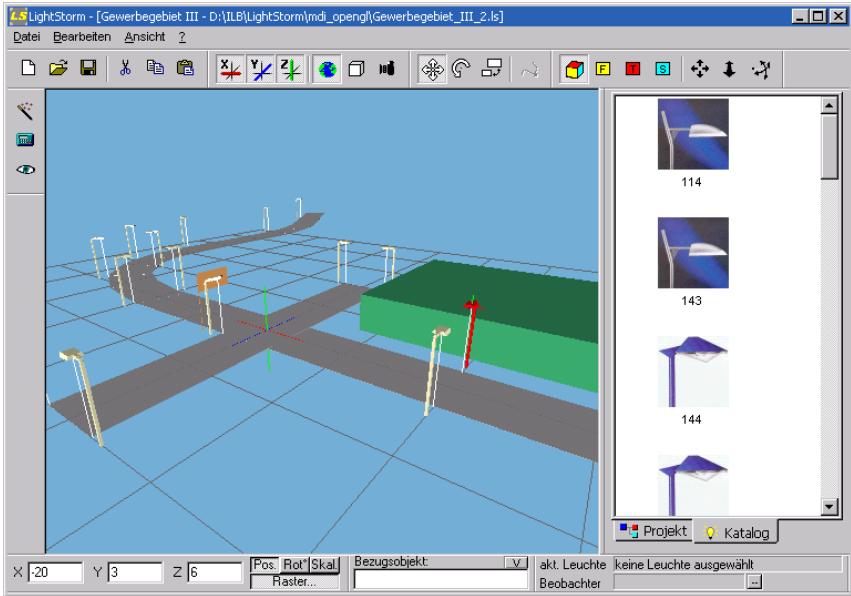 LS LightStorm - [Gewerbegebiet III - D:\ILB\LightStorm\mdi_opengl\Gewerbegebiet_III_2.ls]
Datei Bearbeiten Ansicht ?
X Y Z F T S
114
143
144
Projekt Katalog
X -20 Y 3 Z 6 Pos. Rot° Skal. Bezugsobjekt: V akt. Leuchte keine Leuchte ausgewählt
Raster... Beobachter ...